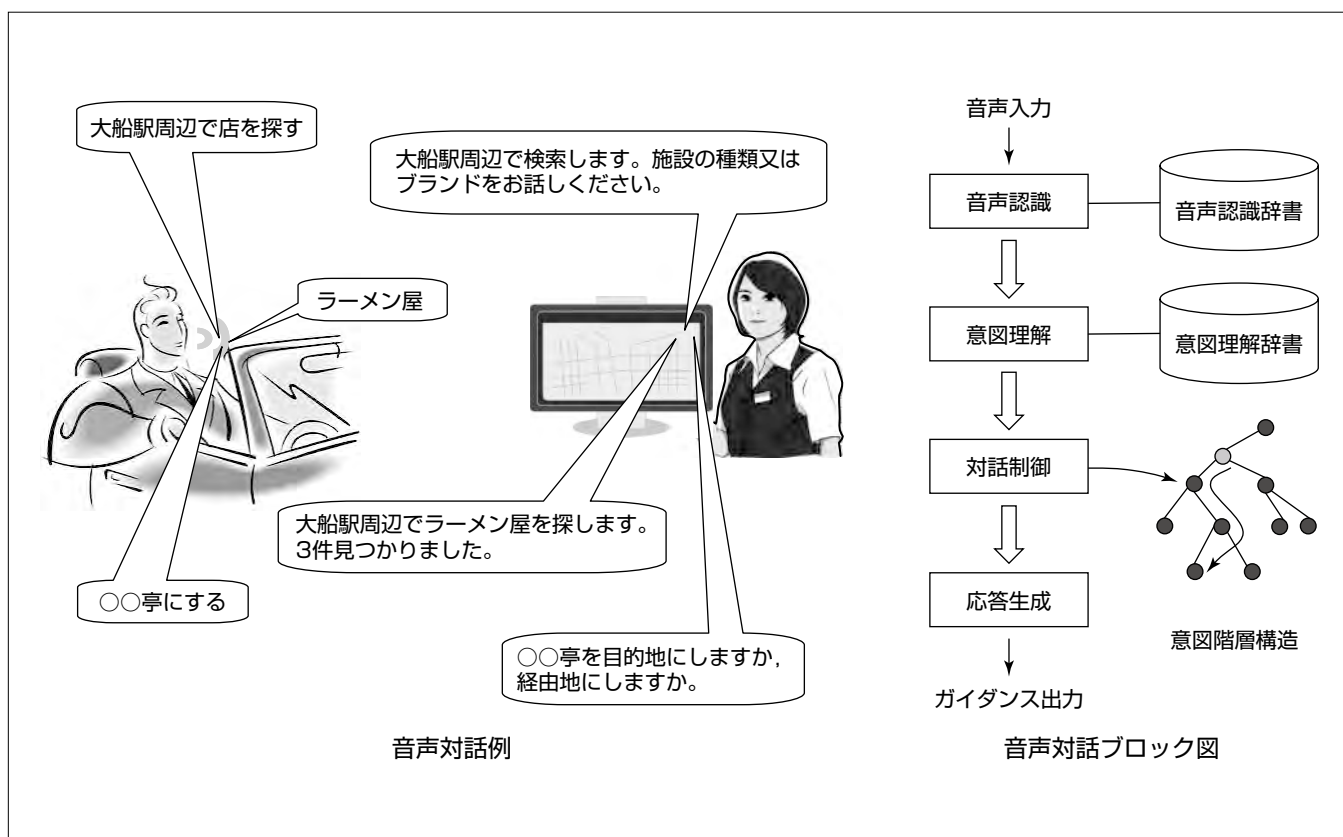 大船駅周辺で店を探す
大船駅周辺で検索します。施設の種類又は
ブランドをお話しください。
ラーメン屋
大船駅周辺でラーメン屋を探します。
3件見つかりました。
○○亭にする
○○亭を目的地にしますか,
経由地にしますか。
音声対話例
音声入力
音声認識
音声認識辞書
意図理解
意図理解辞書
対話制御
応答生成
意図階層構造
ガイダンス出力
音声対話ブロック図